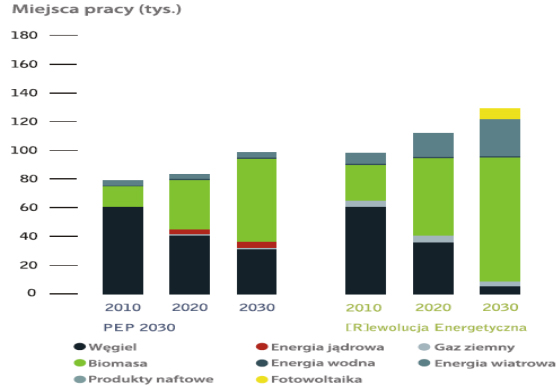 Miejsca pracy (tys.)
180
160
140
120
100
80
60
40
20
0
2010 2020 2030 2010 2020 2030
PEP 2030 [R]ewolucja Energetyczna
Węgiel Energia jądrowa Gaz ziemny
Biomasa Energia wodna Energia wiatrowa
Produkty naftowe Fotowoltaika